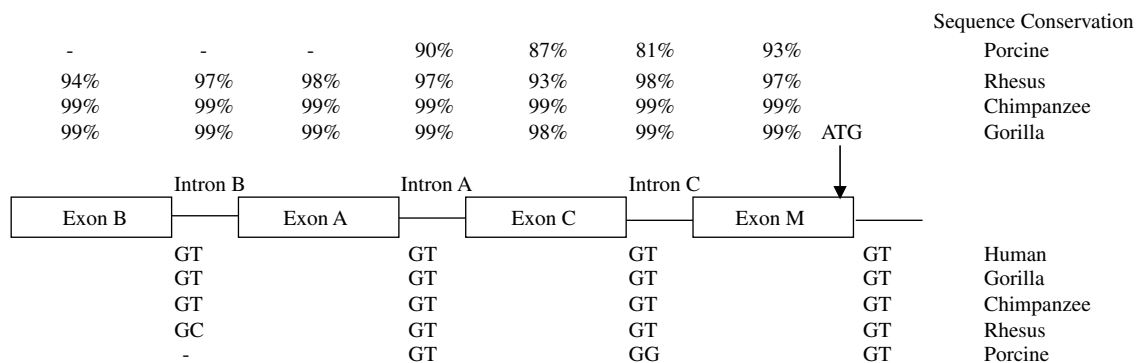 Sequence Conservation
- - - 90% 87% 81% 93% Porcine
94% 97% 98% 97% 93% 98% 97% Rhesus
99% 99% 99% 99% 99% 99% 99% Chimpanzee
99% 99% 99% 99% 98% 99% 99% ATG Gorilla
Intron B Intron A Intron C
Exon B Exon A Exon C Exon M
GT GT GT GT Human
GT GT GT GT Gorilla
GT GT GT GT Chimpanzee
GC GT GT GT Rhesus
- GT GG GT Porcine